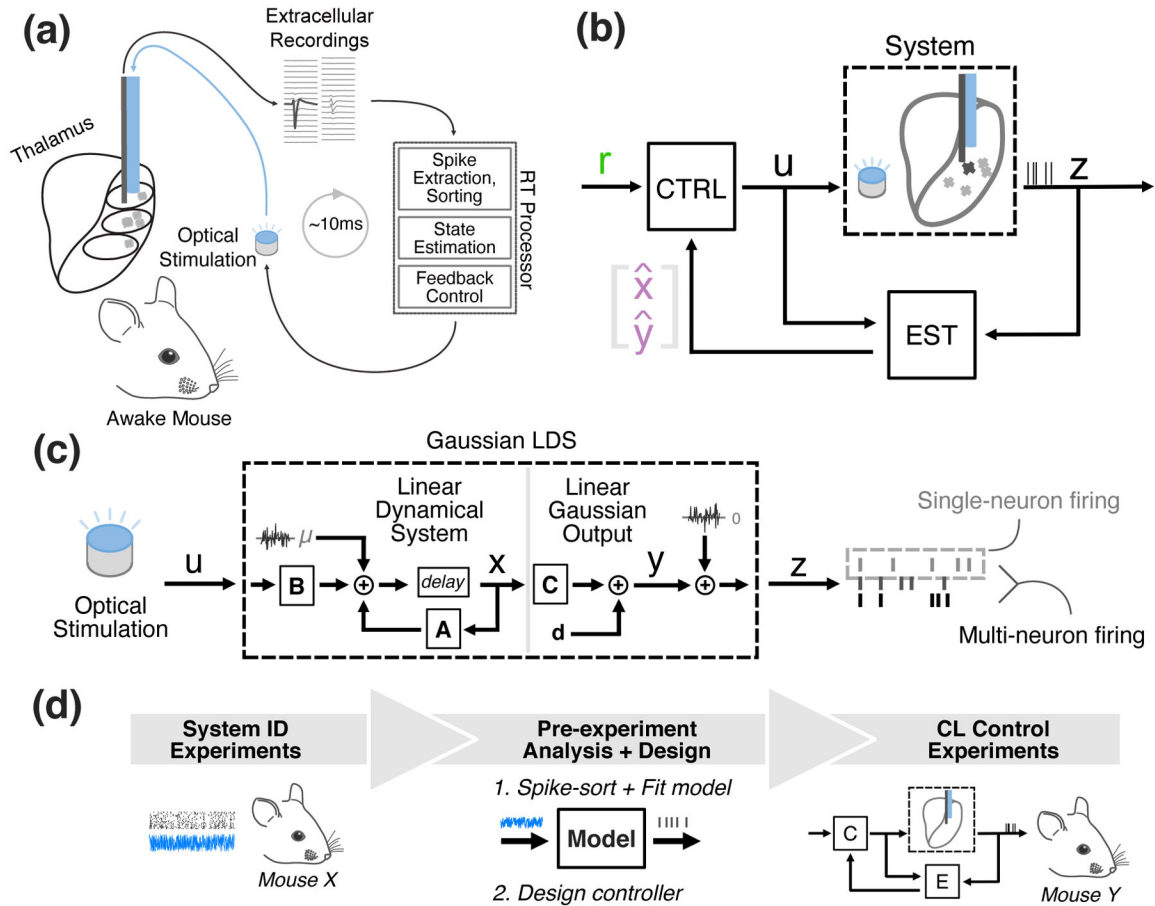 (a)
Extracellular
Recordings
Thalamus
Spike
Extraction,
Sorting
State
Estimation
Feedback
Control
RT Processor
~10ms
Optical
Stimulation
Awake Mouse
(b)
System
r
CTRL
u
z
x̂
ŷ
EST
(c)
Gaussian LDS
Optical
Stimulation
u
μ
Linear
Dynamical
System
B
+
delay
x
A
Linear
Gaussian
Output
C
+
d
y
0
+
z
Single-neuron firing
Multi-neuron firing
(d)
System ID
Experiments
Mouse X
Pre-experiment
Analysis + Design
1. Spike-sort + Fit model
Model
2. Design controller
CL Control
Experiments
C
E
Mouse Y